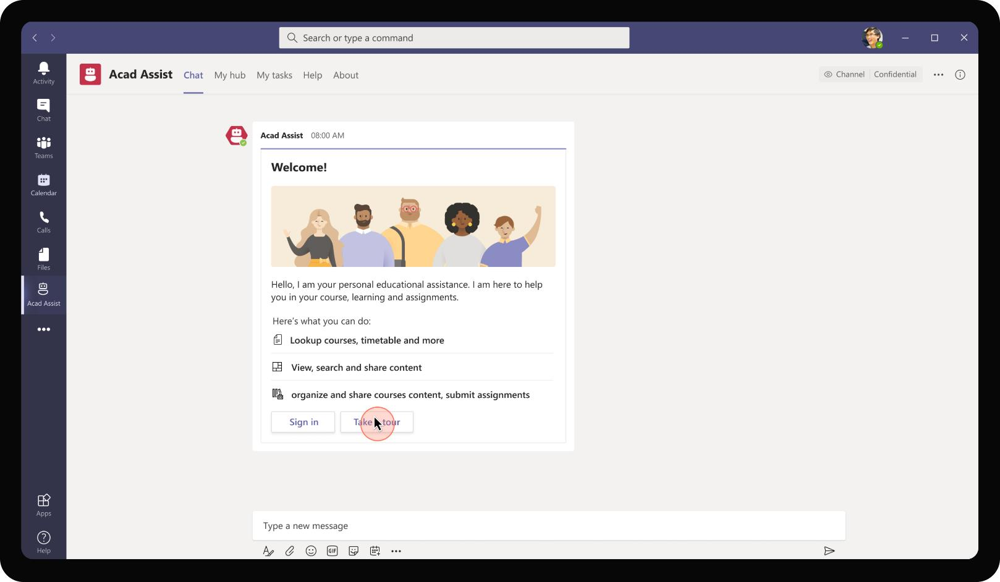 Search or type a command
Activity
Chat
Teams
Calendar
Calls
Files
Acad Assist
Apps
Help
Acad Assist Chat My hub My tasks Help About
Channel Confidential
Acad Assist 08:00 AM
Welcome!
Hello, I am your personal educational assistance. I am here to help
you in your course, learning and assignments.
Here's what you can do:
Lookup courses, timetable and more
View, search and share content
organize and share courses content, submit assignments
Sign in
Take tour
Type a new message
GIF